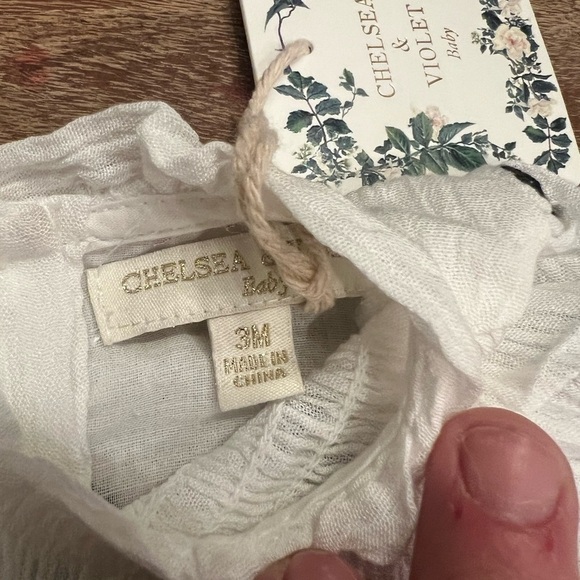 CHELSEA
&
VIOLET
Baby
CHELSEA
Baby
3M
MADE IN
CHINA